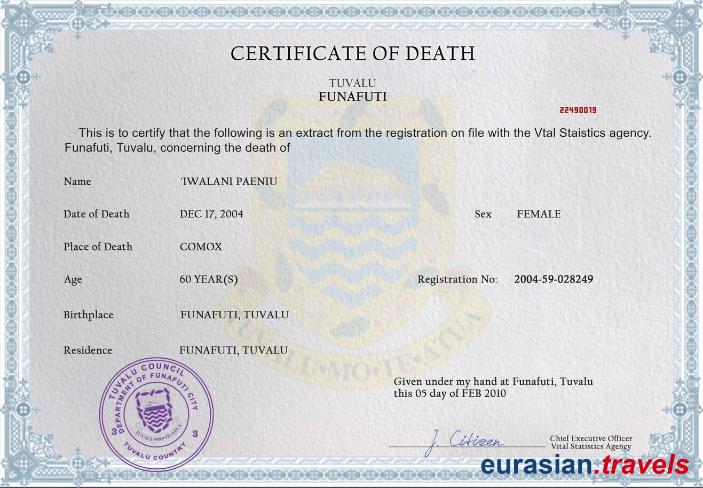 CERTIFICATE OF DEATH
TUVALU
FUNAFUTI
22490019
This is to certify that the following is an extract from the registration on file with the Vtal Staistics agency.
Funafuti, Tuvalu, concerning the death of
Name 'IWALANI PAENIU
Date of Death DEC 17, 2004 Sex FEMALE
Place of Death COMOX
Age 60 YEAR(S) Registration No: 2004-59-028249
Birthplace FUNAFUTI, TUVALU
Residence FUNAFUTI, TUVALU
TUVALU•MO•TE•ATUA
TUVALU COUNCIL
DEPARTMENT OF FUNAFUTI CITY
TUVALU•MO•TE•ATUA
TUVALU COUNTRY
Given under my hand at Funafuti, Tuvalu
this 05 day of FEB 2010
J. Citizen
Chief Executive Officer
Vital Statistics Agency
eurasian.travels